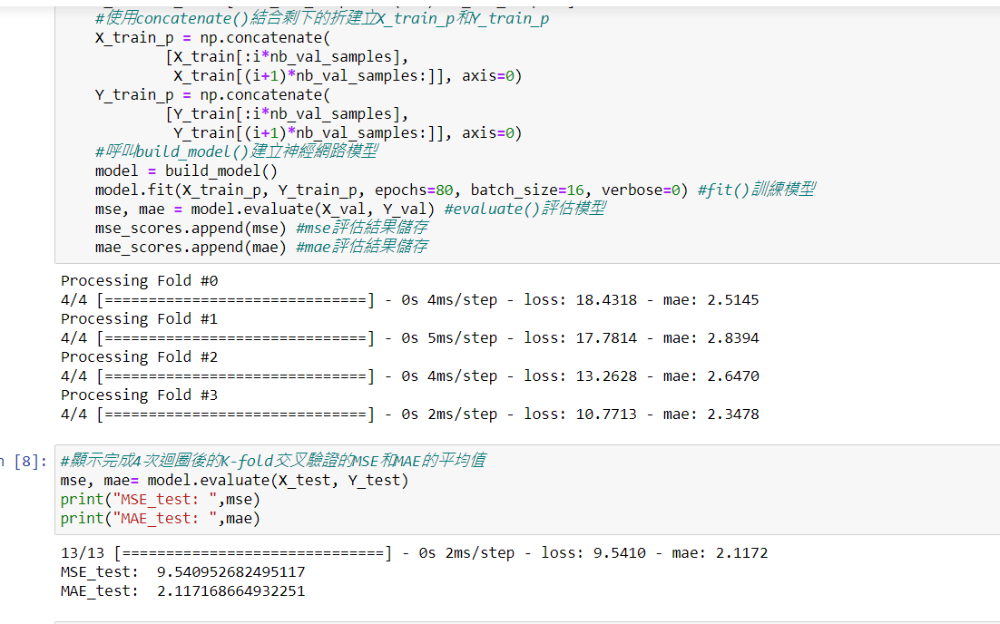 #使用concatenate()結合剩下的折建立X_train_p和Y_train_p
X_train_p = np.concatenate(
[X_train[:i*nb_val_samples],
X_train[(i+1)*nb_val_samples:]], axis=0)
Y_train_p = np.concatenate(
[Y_train[:i*nb_val_samples],
Y_train[(i+1)*nb_val_samples:]], axis=0)
#呼叫build_model()建立神經網路模型
model = build_model()
model.fit(X_train_p, Y_train_p, epochs=80, batch_size=16, verbose=0) #fit()訓練模型
mse, mae = model.evaluate(X_val, Y_val) #evaluate()評估模型
mse_scores.append(mse) #mse評估結果儲存
mae_scores.append(mae) #mae評估結果儲存
Processing Fold #0
4/4 [==============================] - 0s 4ms/step - loss: 18.4318 - mae: 2.5145
Processing Fold #1
4/4 [==============================] - 0s 5ms/step - loss: 17.7814 - mae: 2.8394
Processing Fold #2
4/4 [==============================] - 0s 4ms/step - loss: 13.2628 - mae: 2.6470
Processing Fold #3
4/4 [==============================] - 0s 2ms/step - loss: 10.7713 - mae: 2.3478
n [8]: #顯示完成4次迴圈後的K-fold交叉驗證的MSE和MAE的平均值
mse, mae= model.evaluate(X_test, Y_test)
print("MSE_test: ",mse)
print("MAE_test: ",mae)
13/13 [==============================] - 0s 2ms/step - loss: 9.5410 - mae: 2.1172
MSE_test:  9.540952682495117
MAE_test:  2.117168664932251